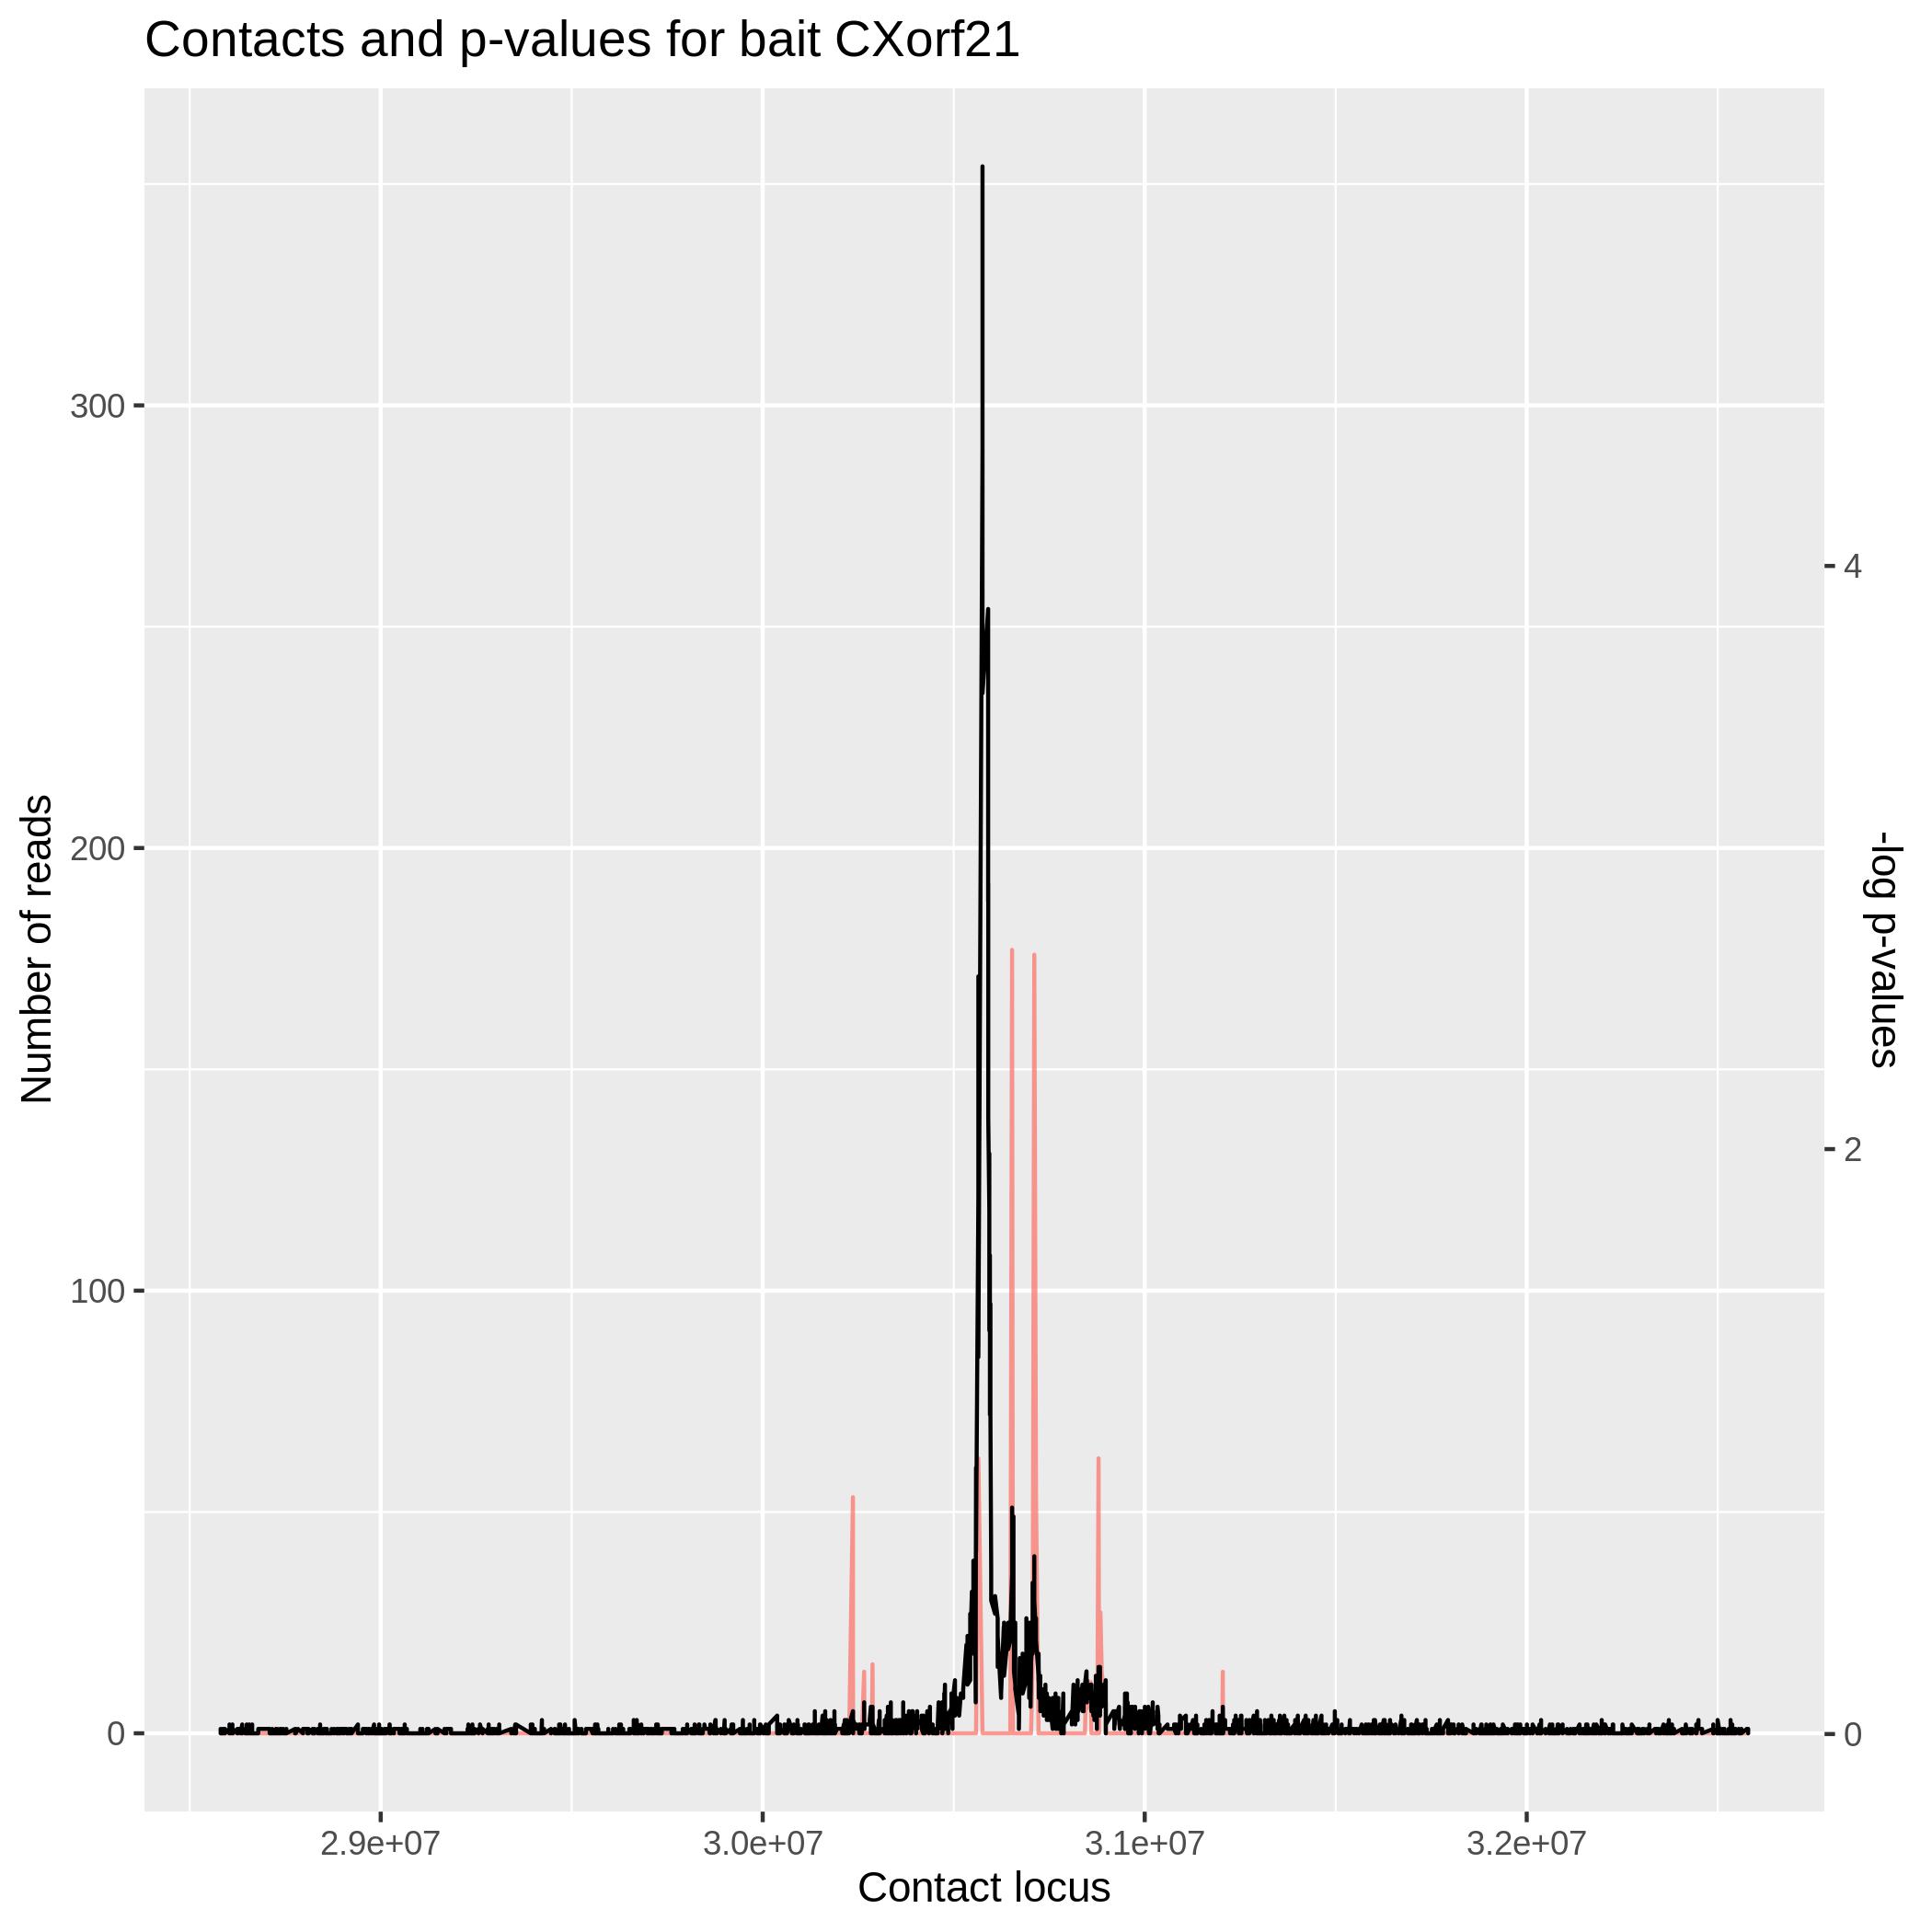 Contacts and p-values for bait CXorf21
Number of reads
300
200
100
0
4
2
0
-log p-values
2.9e+07
3.0e+07
3.1e+07
3.2e+07
Contact locus